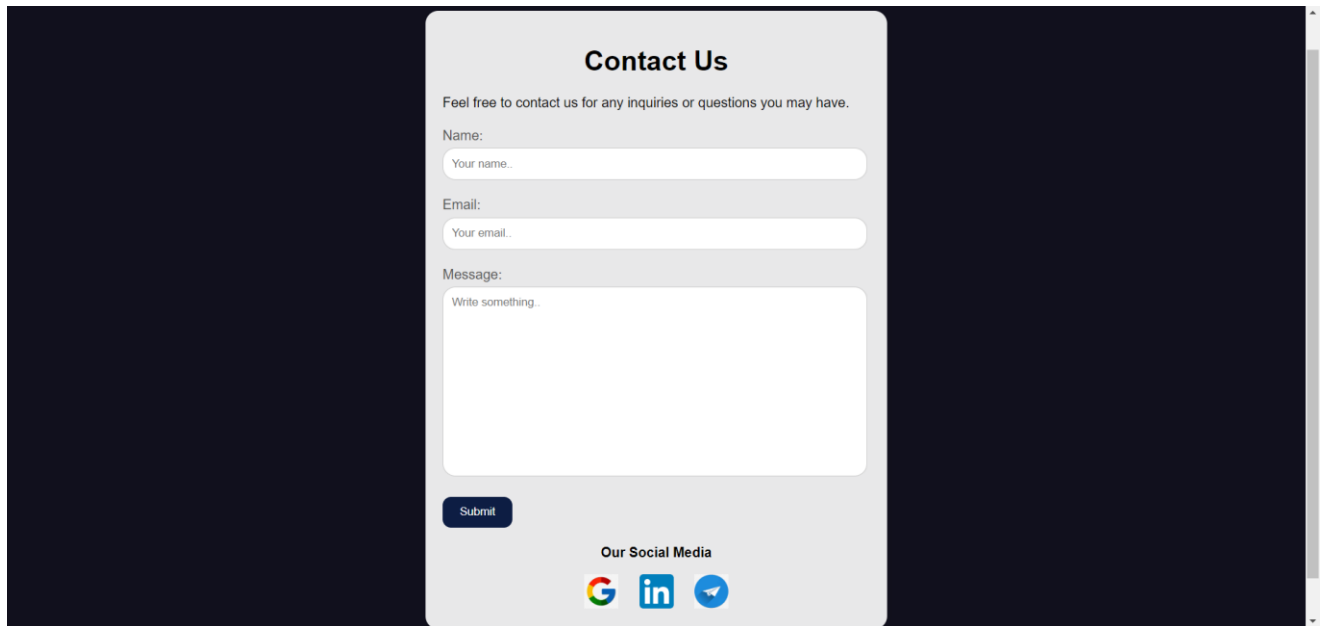 Contact Us
Feel free to contact us for any inquiries or questions you may have.
Name:
Your name..
Email:
Your email..
Message:
Write something..
Submit
Our Social Media
G in